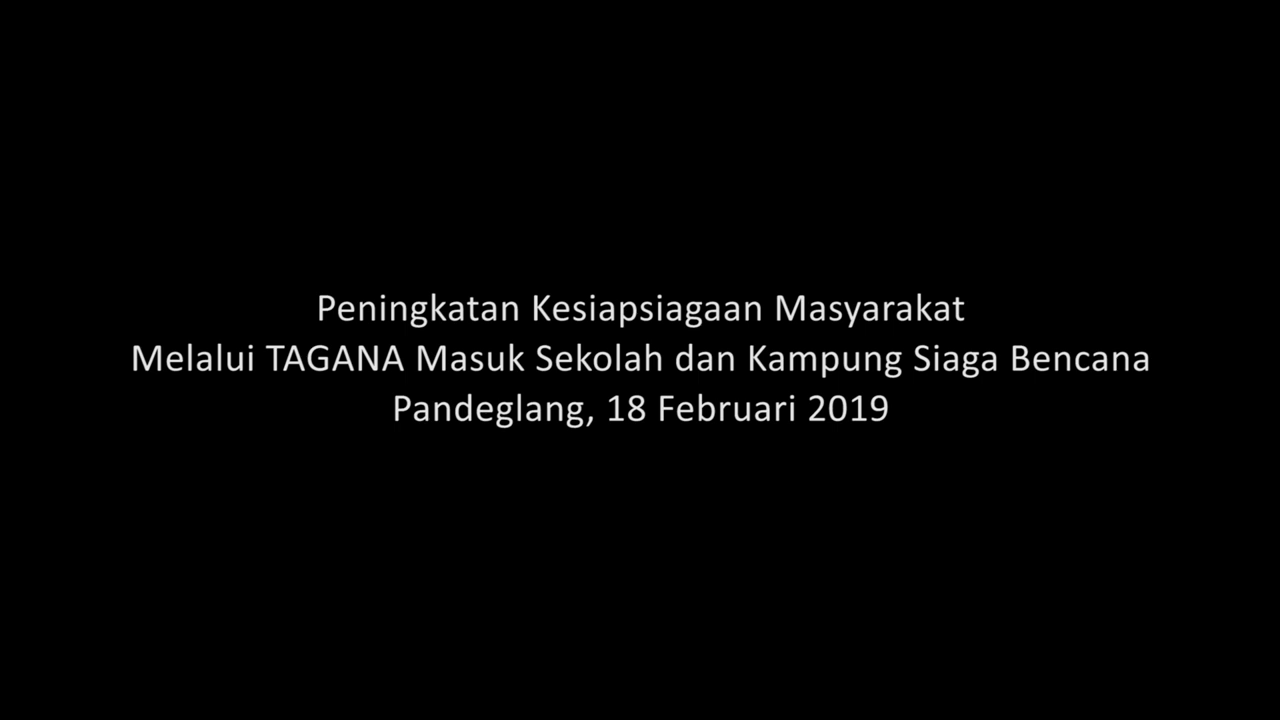 Peningkatan Kesiapsiagaan Masyarakat
Melalui TAGANA Masuk Sekolah dan Kampung Siaga Bencana
Pandeglang, 18 Februari 2019